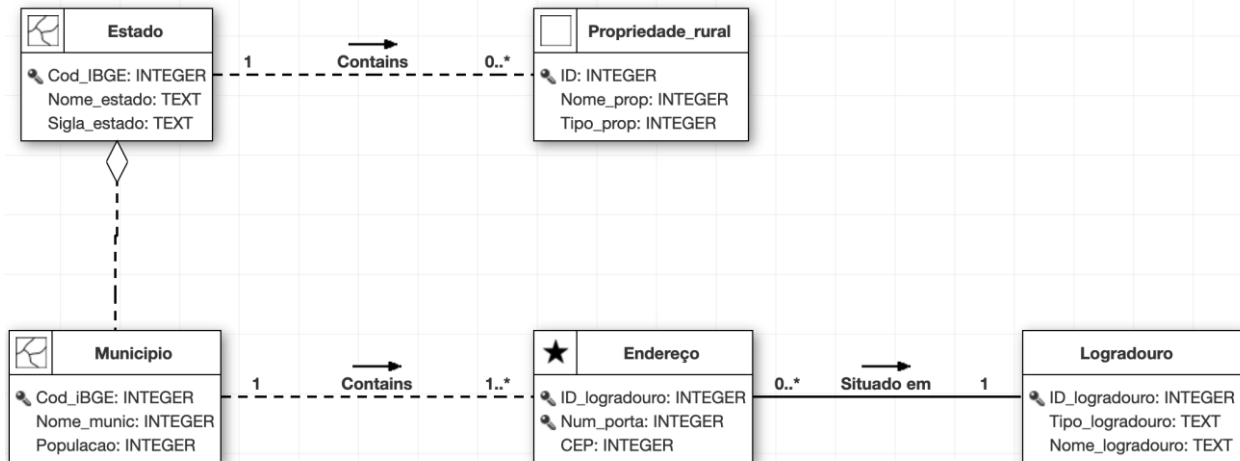 Estado
Cod_IBGE: INTEGER
Nome_estado: TEXT
Sigla_estado: TEXT
1
Contains
0..*
Propriedade_rural
ID: INTEGER
Nome_prop: INTEGER
Tipo_prop: INTEGER
Municipio
Cod_iBGE: INTEGER
Nome_munic: INTEGER
Populacao: INTEGER
1
Contains
1..*
Endereço
ID_logradouro: INTEGER
Num_porta: INTEGER
CEP: INTEGER
0..*
Situado em
1
Logradouro
ID_logradouro: INTEGER
Tipo_logradouro: TEXT
Nome_logradouro: TEXT